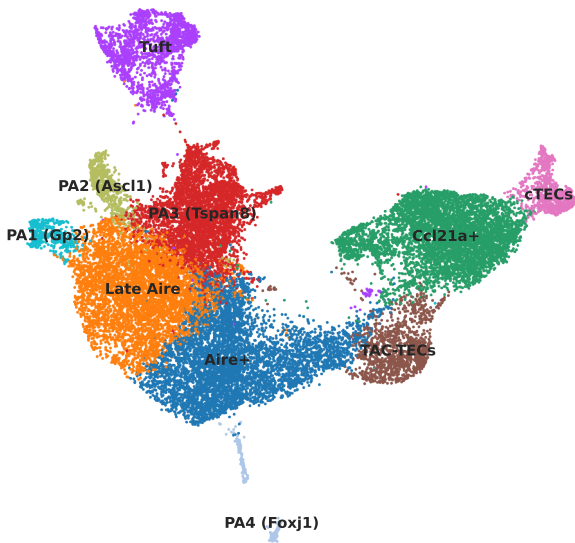 Tuft
PA2 (Ascl1)
cTECs
PA3 (Tspan8)
PA1 (Gp2)
Ccl21a+
Late Aire
TAC-TECs
Aire+
PA4 (Foxj1)